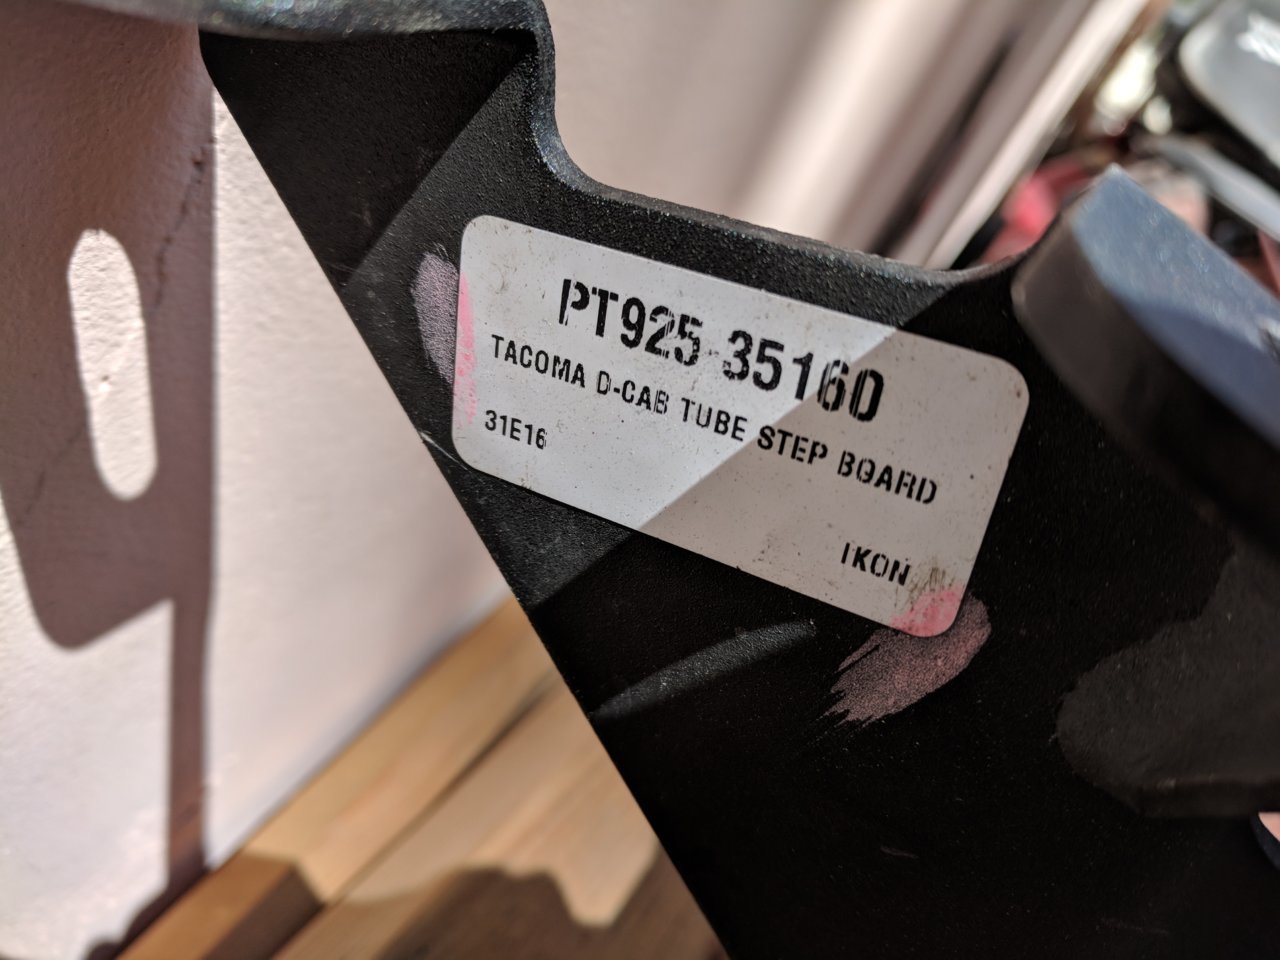 PT925-35160
TACOMA D-CAB TUBE STEP BOARD
31E16
IKON